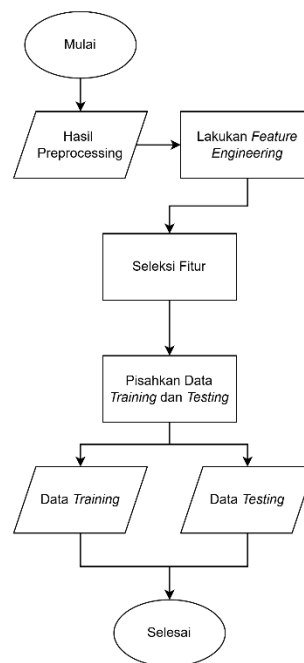 Mulai
Hasil
Preprocessing
Lakukan Feature
Engineering
Seleksi Fitur
Pisahkan Data
Training dan Testing
Data Training
Data Testing
Selesai